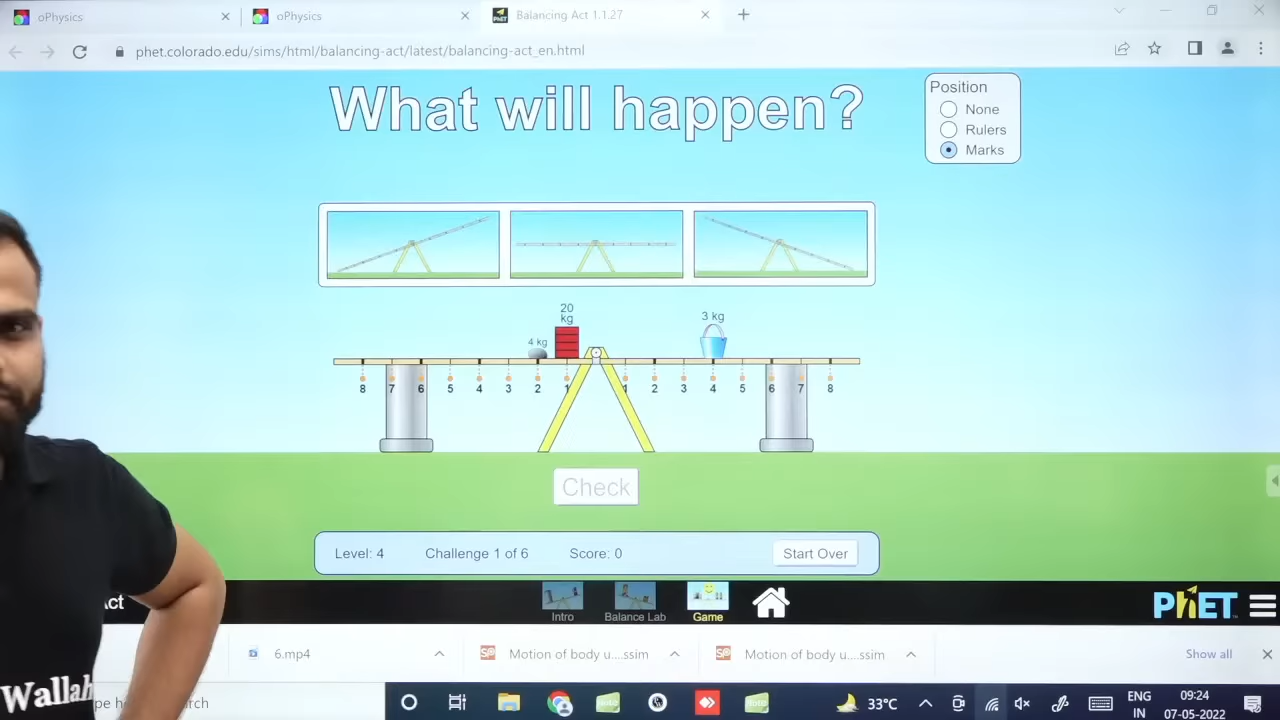 oPhysics
oPhysics
Balancing Act 1.1.27
phet.colorado.edu/sims/html/balancing-act/latest/balancing-act_en.html
What will happen?
Position
None
Rulers
Marks
20
kg
4 kg
3 kg
8 7 6 5 4 3 2 1 1 2 3 4 5 6 7 8
Check
Level: 4 Challenge 1 of 6 Score: 0 Start Over
Act
Intro Balance Lab Game
PhET
6.mp4
Motion of body u....ssim
Motion of body u....ssim
Show all
Wallah
33°C
ENG
IN
09:24
07-05-2022